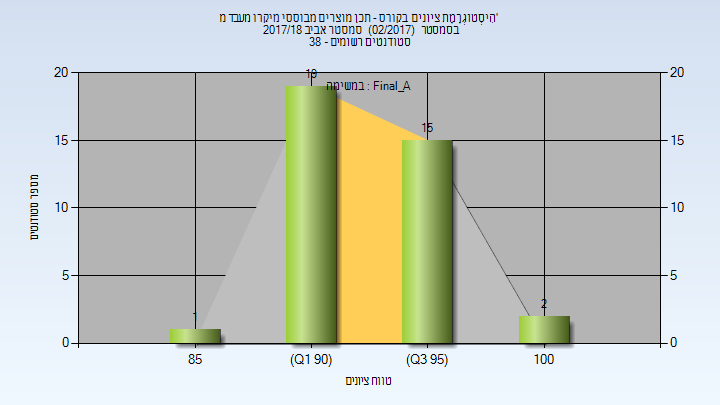 'הִיסְטוֹגְרָמַת ציונים בקורס - תכן מוצרים מבוססי מיקרו מעבד מ
בסמסטר (02/2017) סמסטר אביב 2017/18
סטודנטים רשומים - 38
במשימה : Final_A
20
15
10
5
0
20
15
10
5
0
מספר סטודנטים
1
19
15
2
85
(Q1 90)
(Q3 95)
100
טווח ציונים